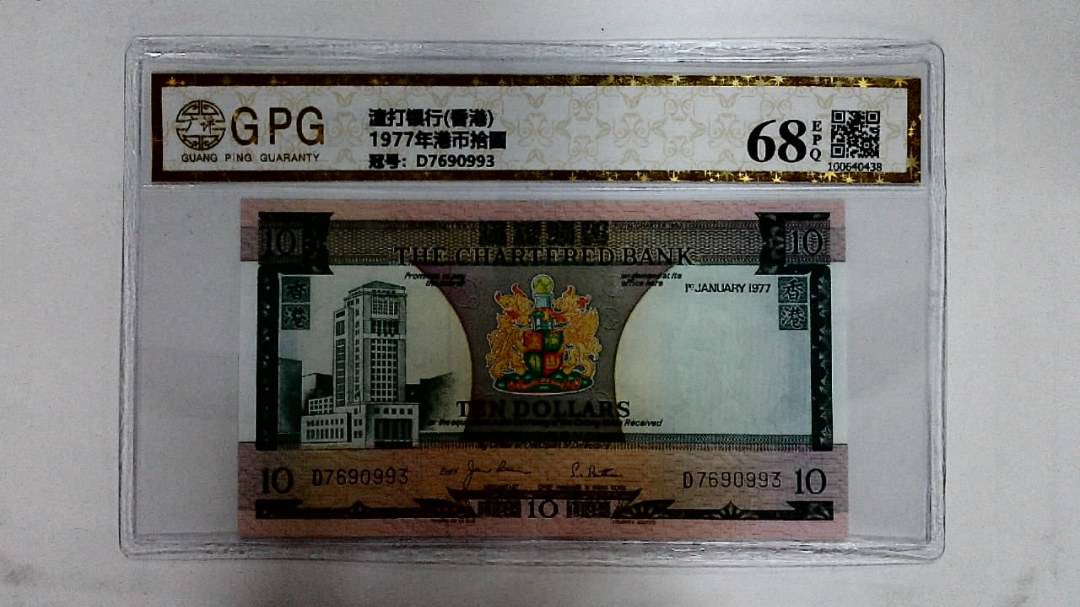 GPG
GUANG PING GUARANTY
渣打银行(香港)
1977年港币拾圓
冠号: D7690993
68 EPQ
100640438
10 10
THE CHARTERED BANK
香港
1ST JANUARY 1977
香港
TEN DOLLARS
Received
10 D7690993
D7690993 10
10